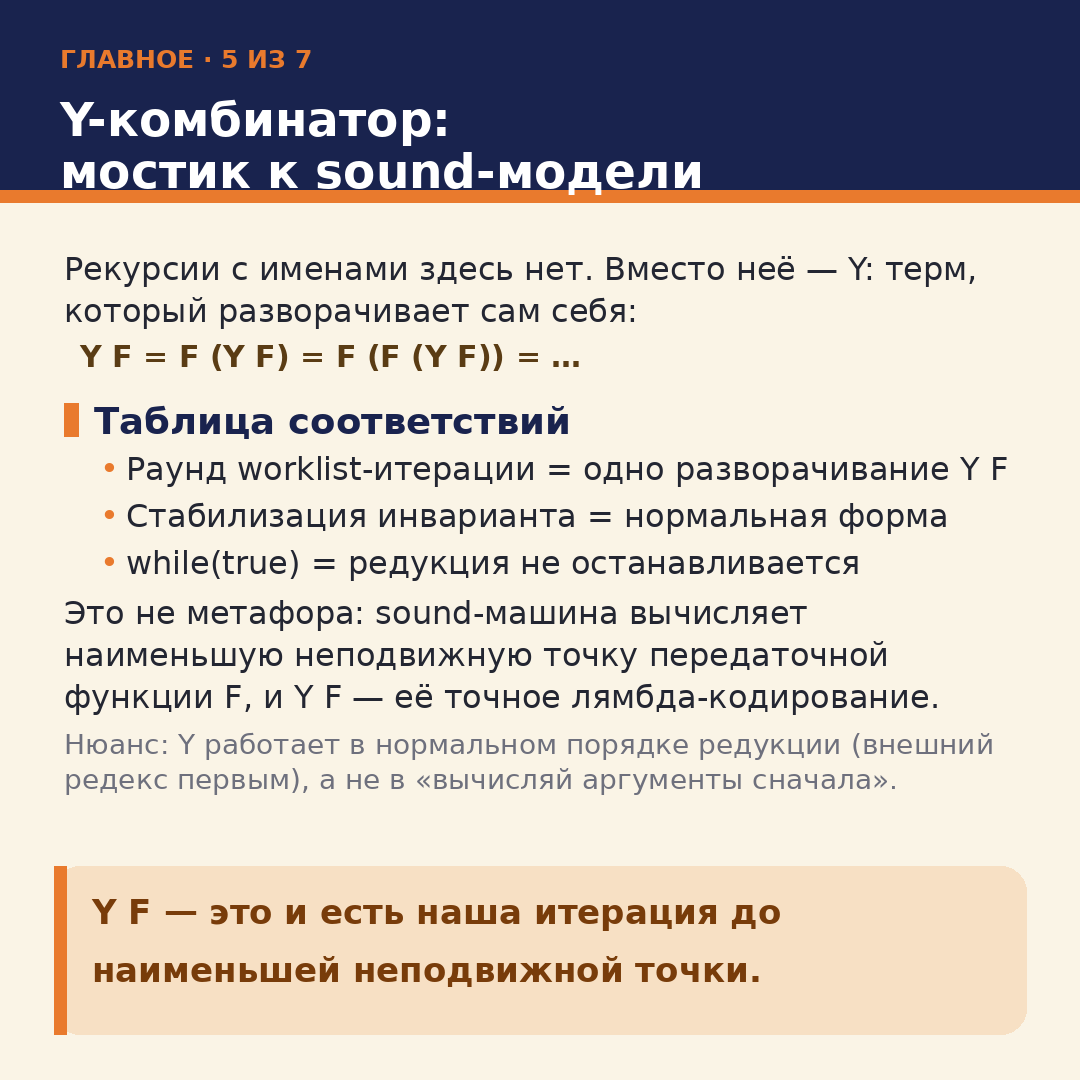 ГЛАВНОЕ · 5 ИЗ 7
Y-комбинатор:
мостик к sound-модели
Рекурсии с именами здесь нет. Вместо неё — Y: терм,
который разворачивает сам себя:
Y F = F (Y F) = F (F (Y F)) = …
Таблица соответствий
• Раунд worklist-итерации = одно разворачивание Y F
• Стабилизация инварианта = нормальная форма
• while(true) = редукция не останавливается
Это не метафора: sound-машина вычисляет
наименьшую неподвижную точку передаточной
функции F, и Y F — её точное лямбда-кодирование.
Нюанс: Y работает в нормальном порядке редукции (внешний
редекс первым), а не в «вычисляй аргументы сначала».
Y F — это и есть наша итерация до
наименьшей неподвижной точки.